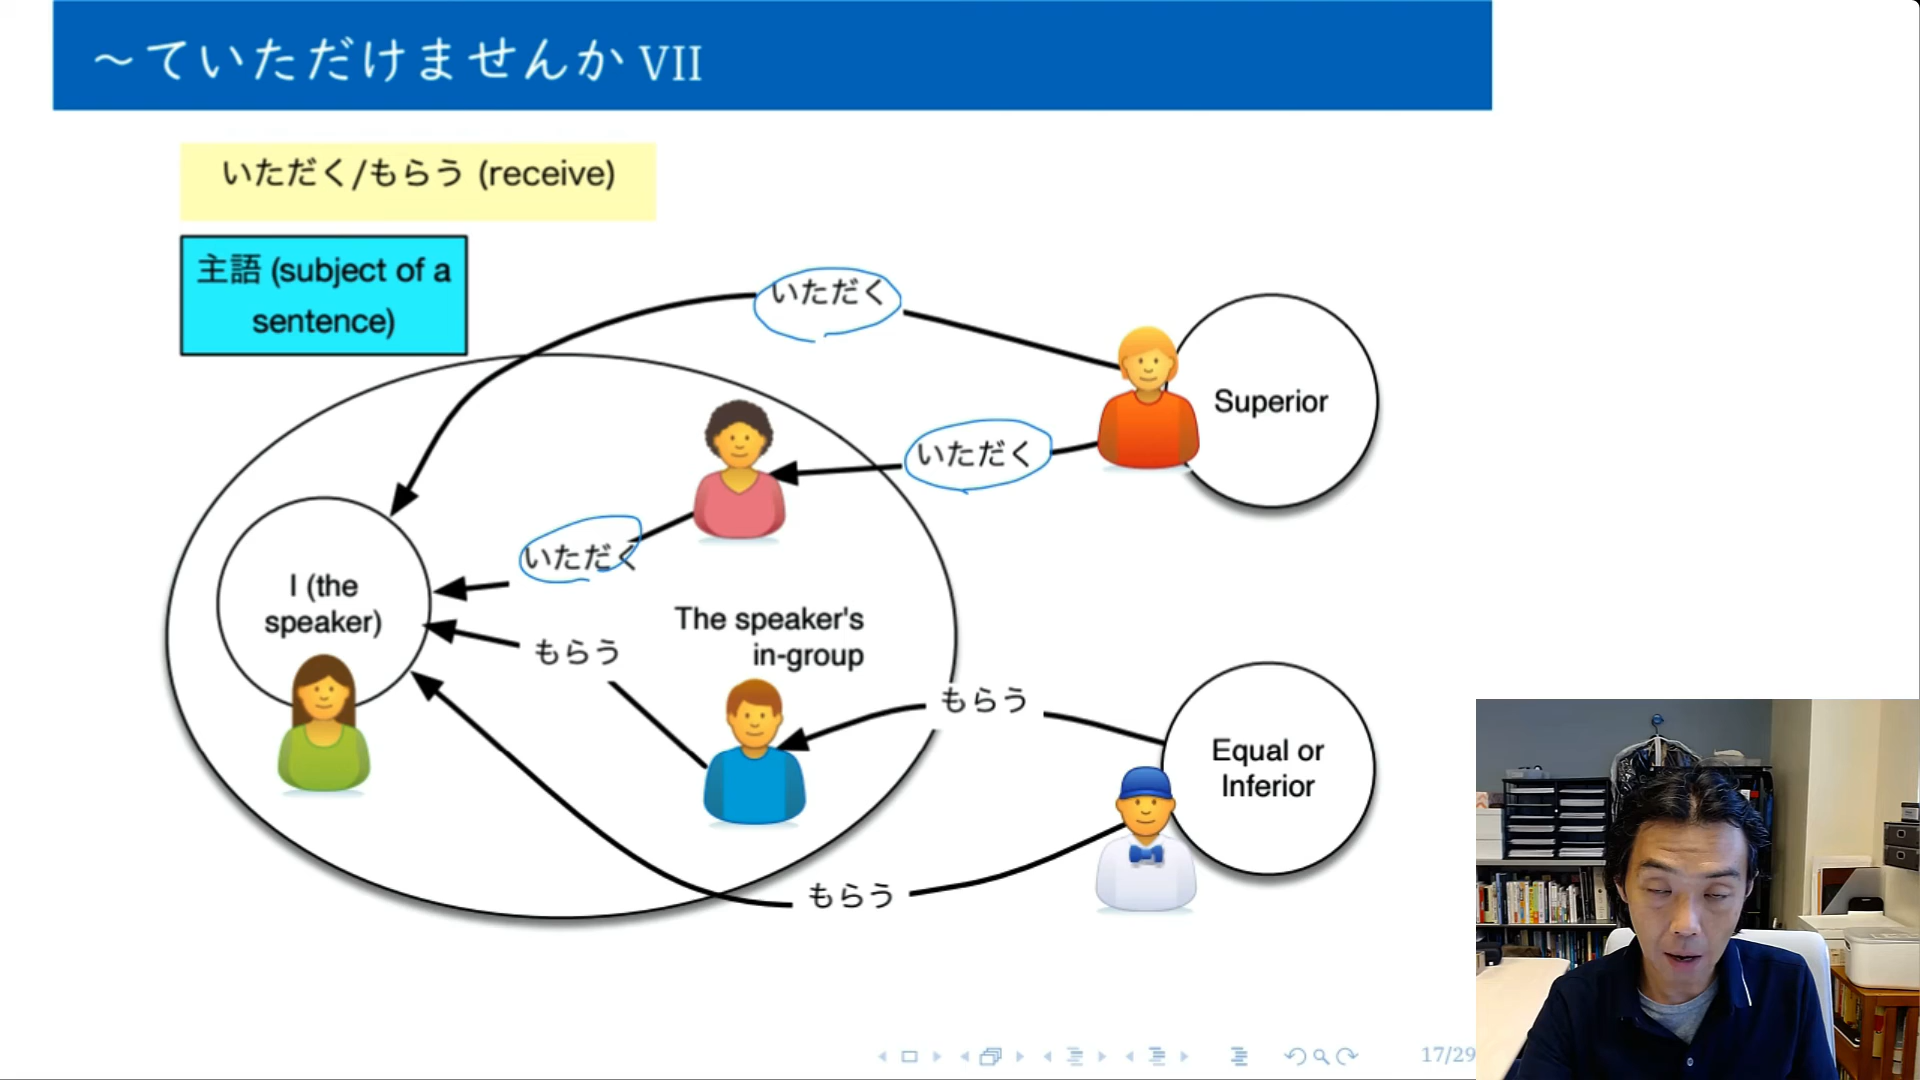 ～ていただけませんか VII
いただく/もらう (receive)
主語 (subject of a
sentence)
いただく
Superior
いただく
いただく
I (the
speaker)
The speaker's
in-group
もらう
もらう
Equal or
Inferior
もらう
17/29